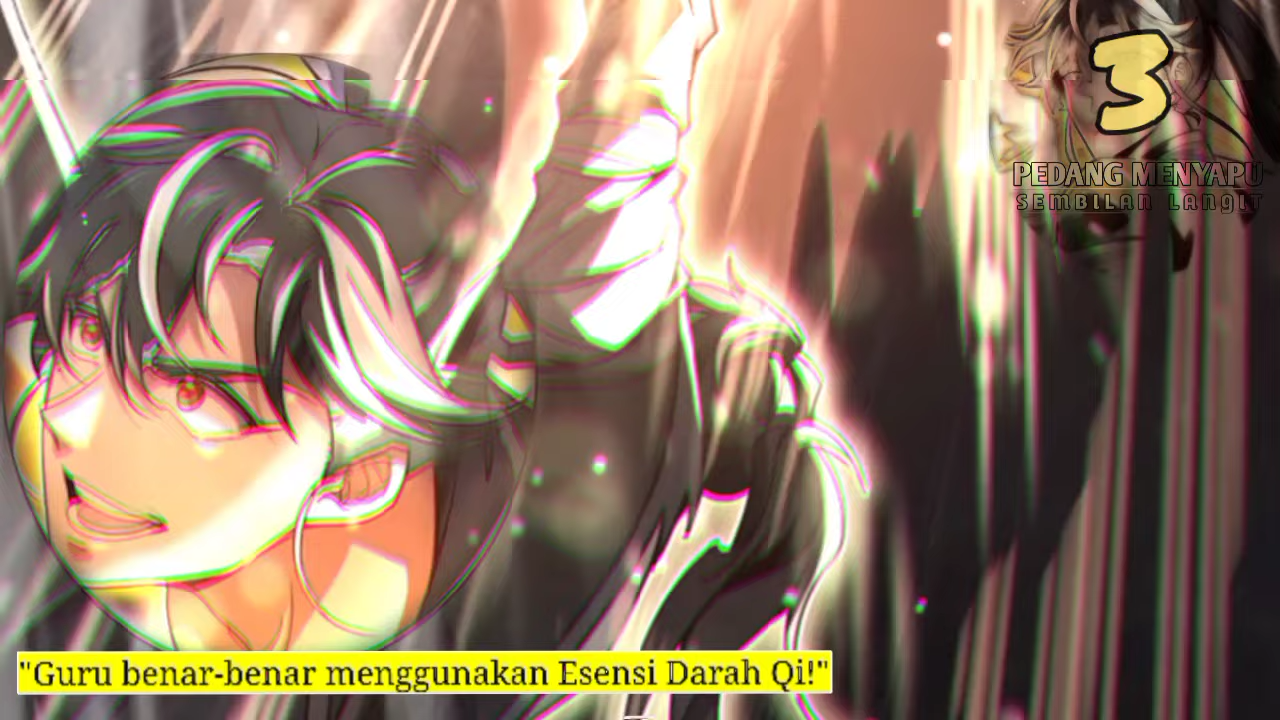 3
PEDANG MENYAPU
SEMBILAN LANGIT
"Guru benar-benar menggunakan Esensi Darah Qi!"